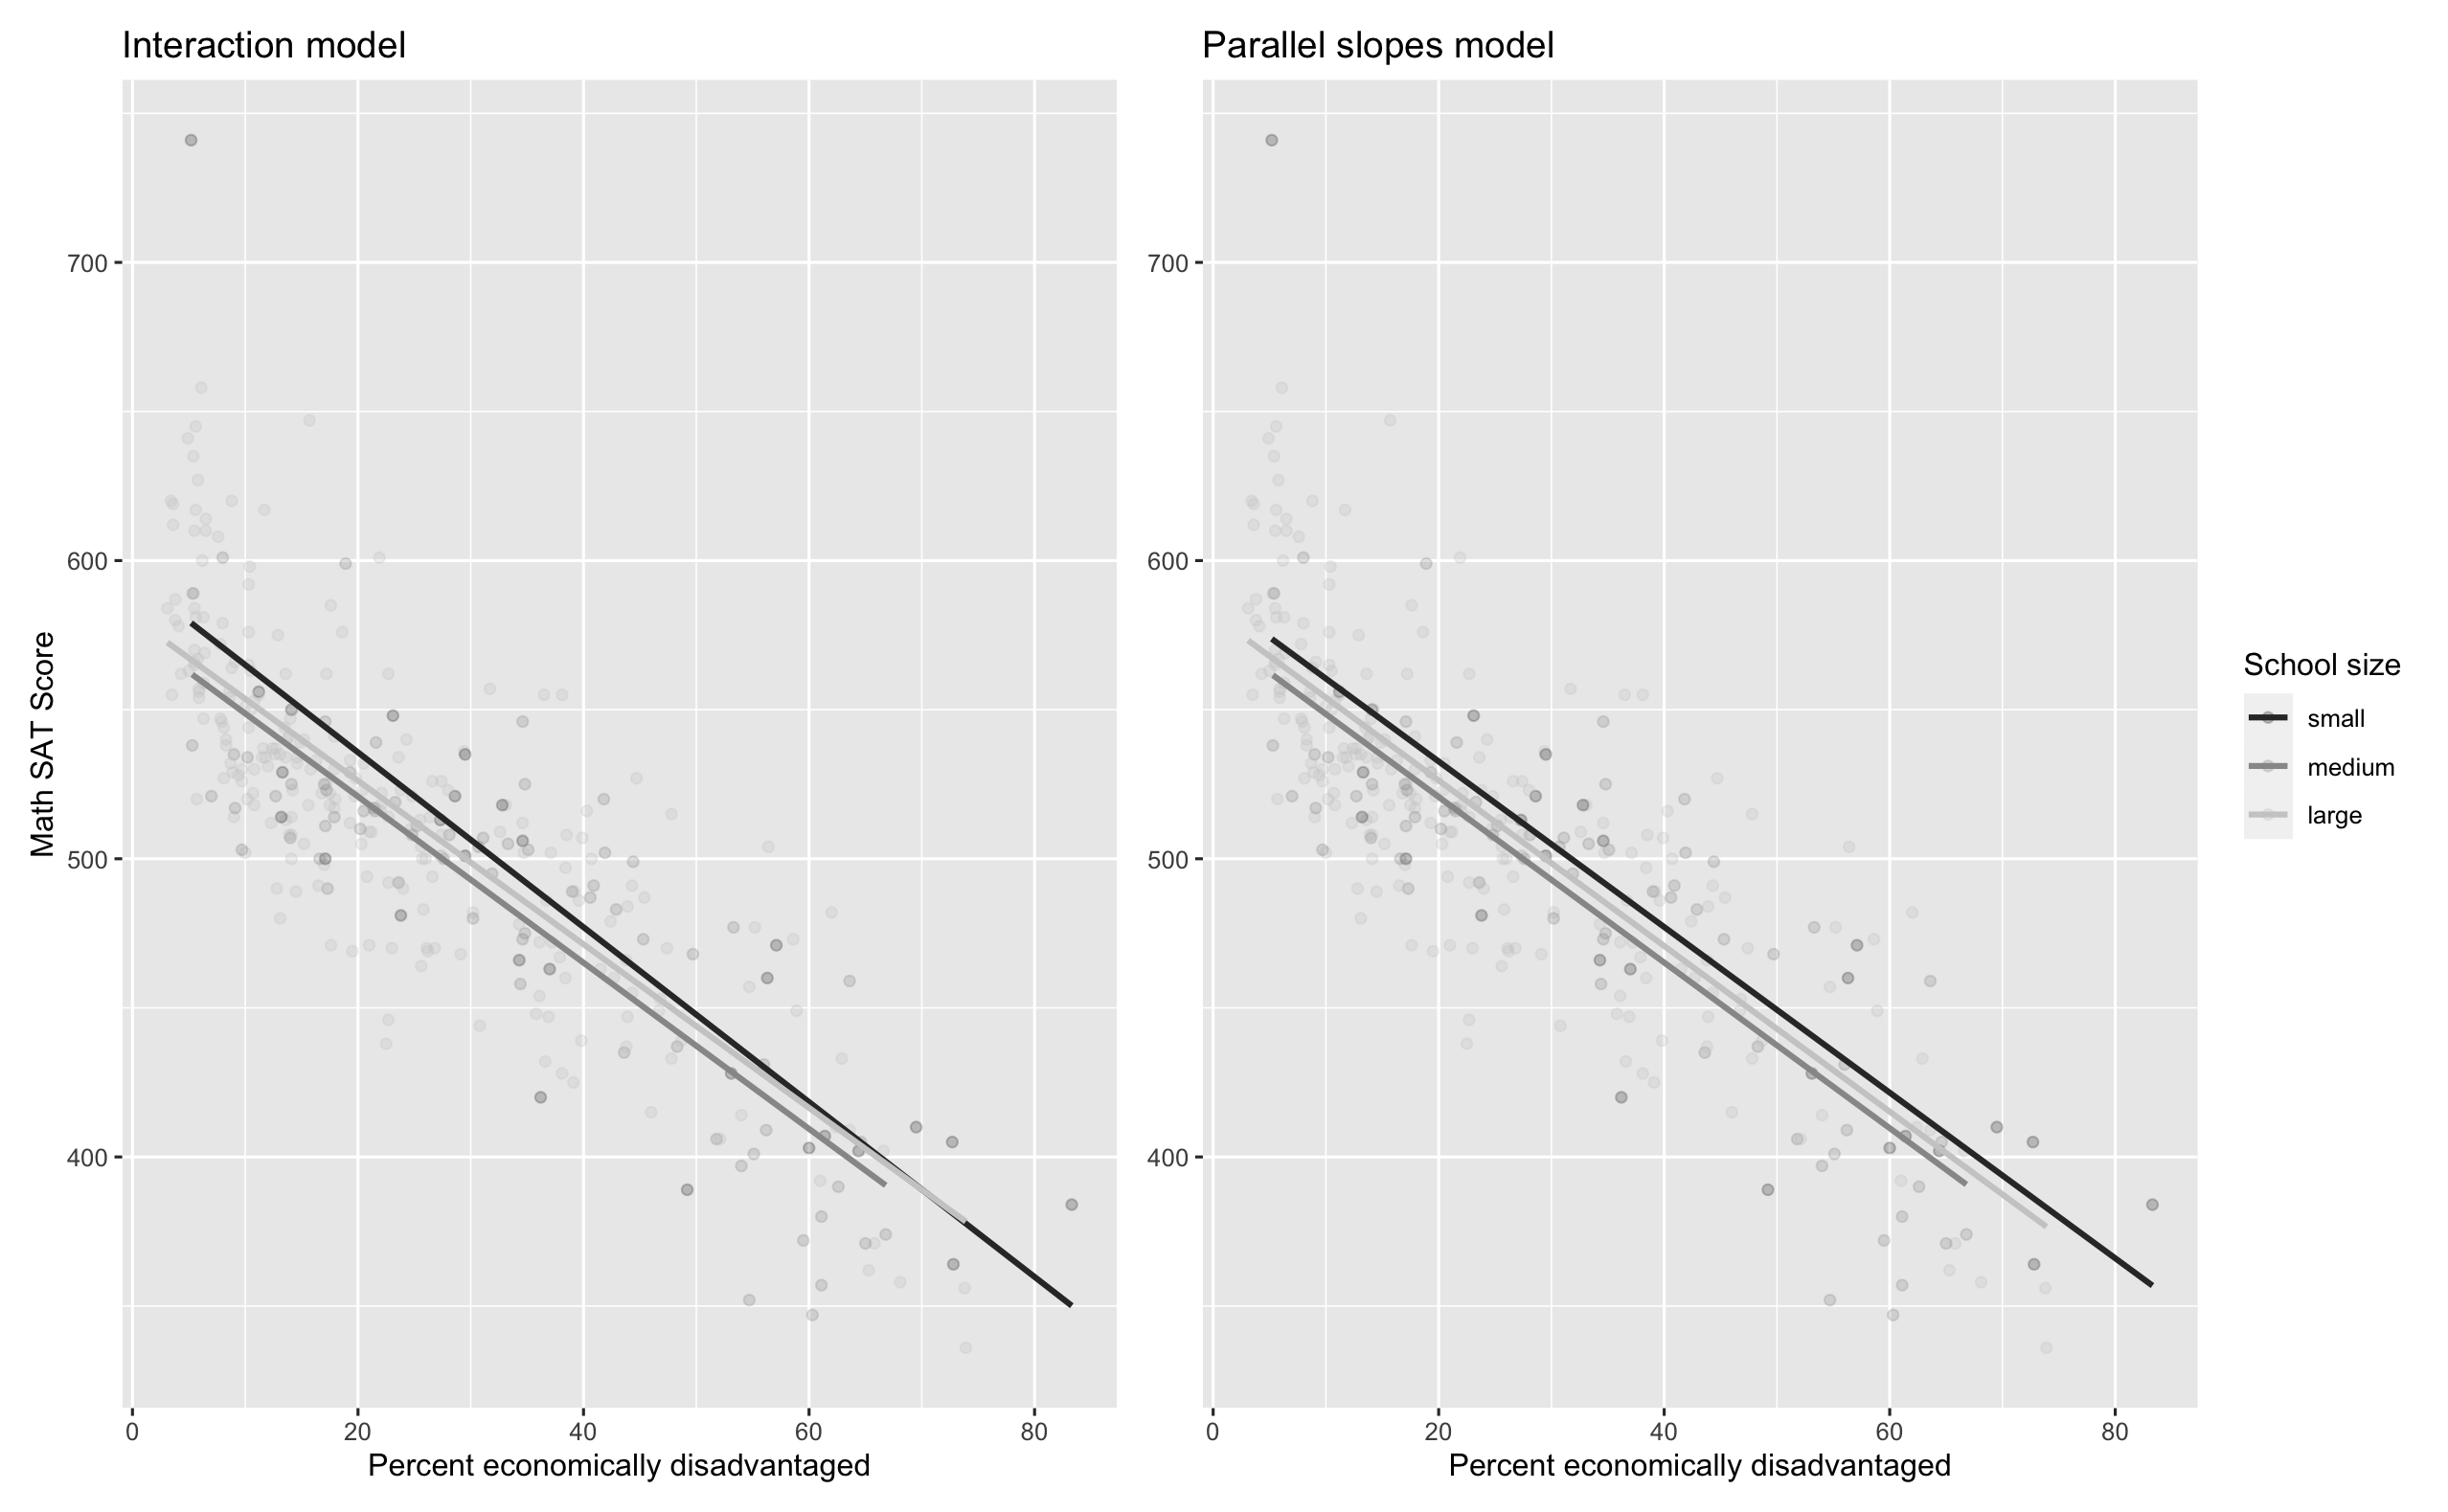 Interaction model
Parallel slopes model
Math SAT Score
700
600
500
400
0 20 40 60 80
Percent economically disadvantaged
700
600
500
400
0 20 40 60 80
Percent economically disadvantaged
School size
small
medium
large